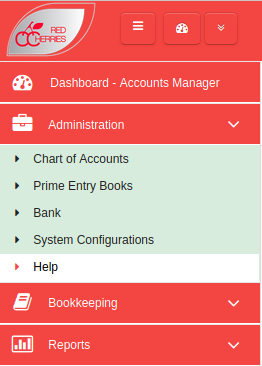 RED
CHERRIES
Dashboard - Accounts Manager
Administration
Chart of Accounts
Prime Entry Books
Bank
System Configurations
Help
Bookkeeping
Reports